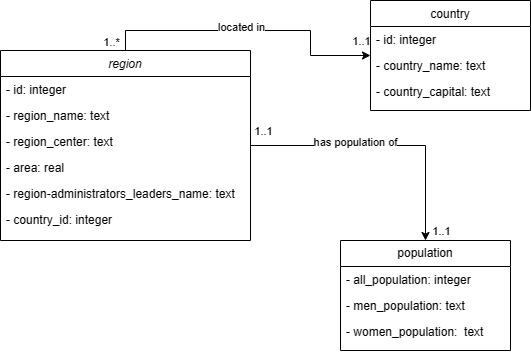 country
- id: integer
- country_name: text
- country_capital: text
located in
1..*
1..1
region
- id: integer
- region_name: text
- region_center: text
- area: real
- region-administrators_leaders_name: text
- country_id: integer
1..1
has population of
1..1
population
- all_population: integer
- men_population: text
- women_population: text